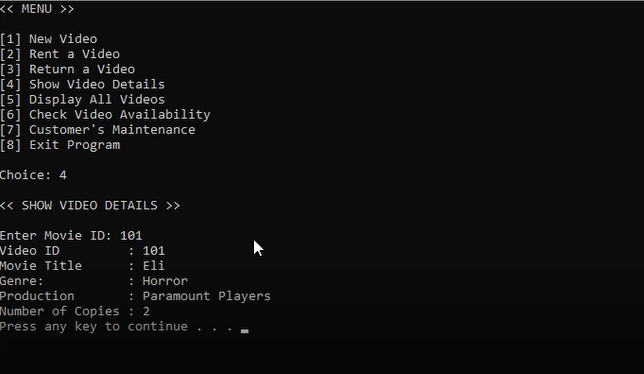 << MENU >>
[1] New Video
[2] Rent a Video
[3] Return a Video
[4] Show Video Details
[5] Display All Videos
[6] Check Video Availability
[7] Customer's Maintenance
[8] Exit Program
Choice: 4
<< SHOW VIDEO DETAILS >>
Enter Movie ID: 101
Video ID         : 101
Movie Title      : Eli
Genre:           : Horror
Production       : Paramount Players
Number of Copies : 2
Press any key to continue . . .